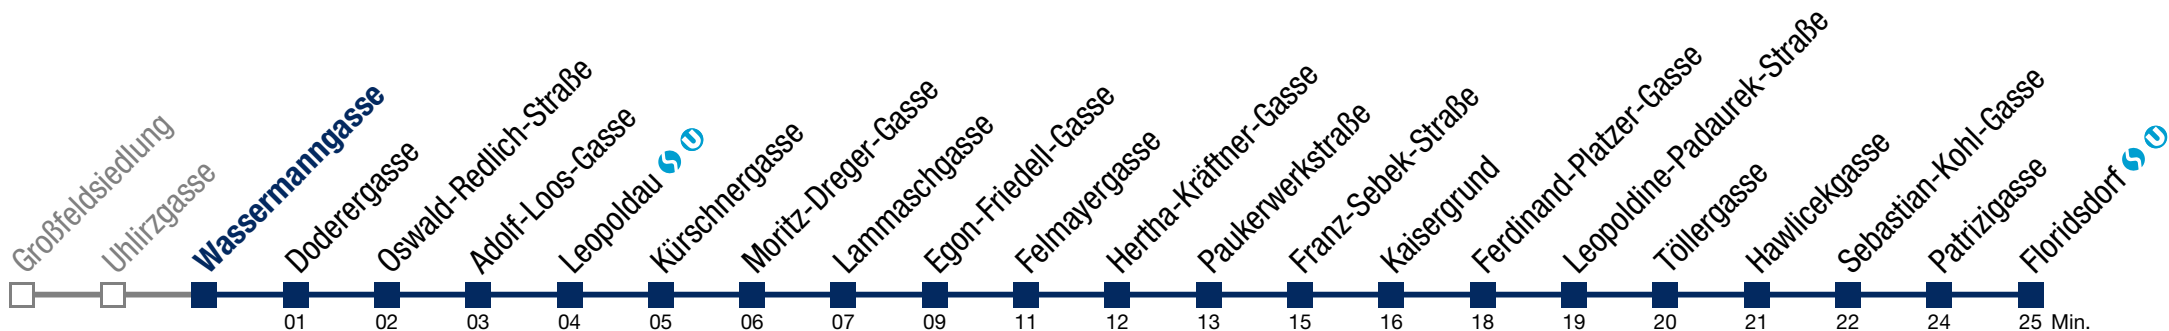 Großfeldsiedlung
Uhlirzgasse
Wassermanngasse
Doderergasse
Oswald-Redlich-Straße
Adolf-Loos-Gasse
Leopoldau S U
Kürschnergasse
Moritz-Dreger-Gasse
Lammaschgasse
Egon-Friedell-Gasse
Felmayergasse
Hertha-Kräftner-Gasse
Paukerwerkstraße
Franz-Sebek-Straße
Kaisergrund
Ferdinand-Platzer-Gasse
Leopoldine-Padaurek-Straße
Töllergasse
Hawlicekgasse
Sebastian-Kohl-Gasse
Patrizigasse
Floridsdorf S U
01 02 03 04 05 06 07 09 11 12 13 15 16 18 19 20 21 22 24 25 Min.